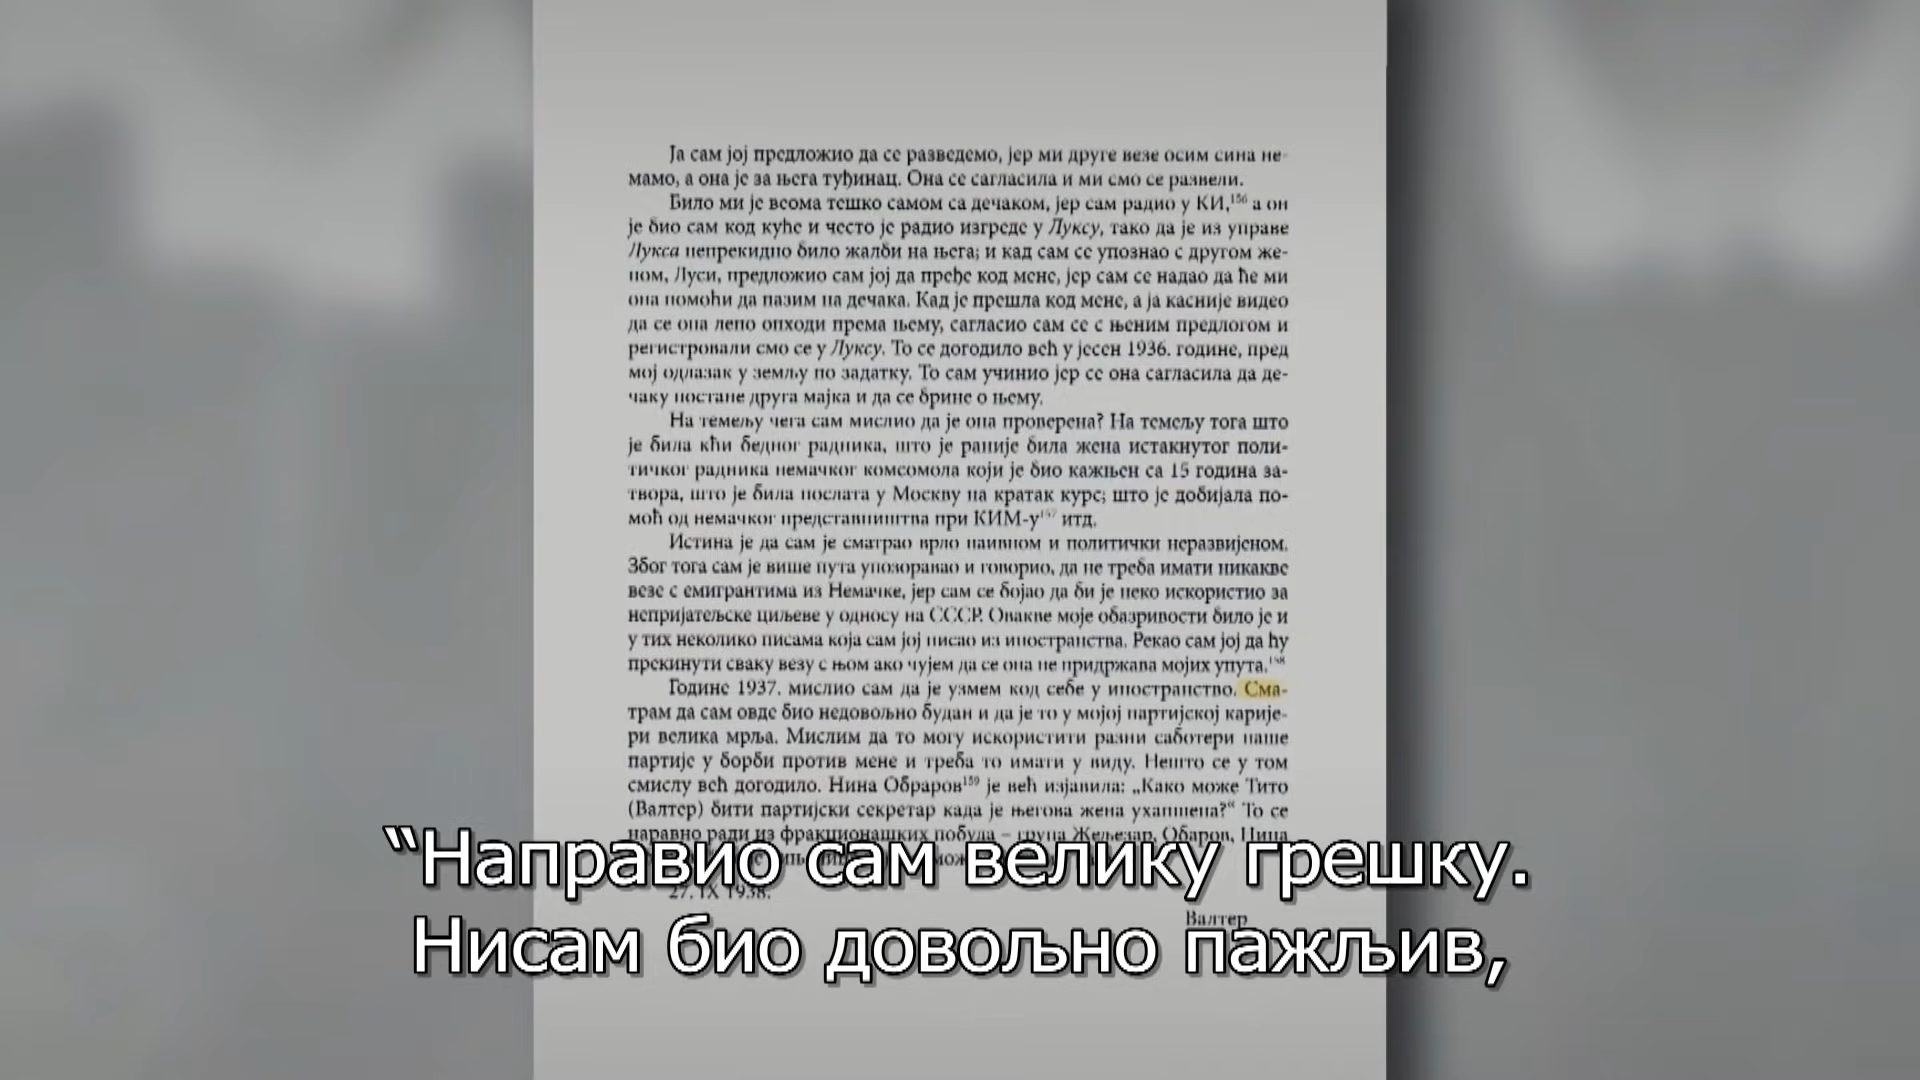 Ја сам јој предложио да се разведемо, јер ми друге везе осим сина не-
мамо, а она је за њега туђинац. Она се сагласила и ми смо се развели.
Било ми је веома тешко самом са дечаком, јер сам радио у КИ,¹⁵⁶ а он
је био сам код куће и често је радио изгреде у Луксу, тако да је из управе
Лукса непрекидно било жалби на њега; и кад сам се упознао с другом же-
ном, Луси, предложио сам јој да пређе код мене, јер сам се надао да ће ми
она помоћи да пазим на дечака. Кад је прешла код мене, а ја касније видео
да се она лепо опходи према њему, сагласио сам се с њеним предлогом и
регистровали смо се у Луксу. То се догодило већ у јесен 1936. године, пред
мој одлазак у земљу по задатку. То сам учинио јер се она сагласила да де-
чаку постане друга мајка и да се брине о њему.
На темељу чега сам мислио да је она проверена? На темељу тога што
је била кћи бедног радника, што је раније била жена истакнутог поли-
тичког радника немачког комсомола који је био кажњен са 15 година за-
твора, што је била послата у Москву на кратак курс; што је добијала по-
моћ од немачког представништва при КИМ-у¹⁵⁷ итд.
Истина је да сам је сматрао врло наивном и политички неразвијеном.
Због тога сам је више пута упозоравао и говорио, да не треба имати никакве
везе с емигрантима из Немачке, јер сам се бојао да би је неко искористио за
непријатељске циљеве у односу на СССР. Овакве моје обазривости било је и
у тих неколико писама која сам јој писао из иностранства. Рекао сам јој да ћу
прекинути сваку везу с њом ако чујем да се она не придржава мојих упута.¹⁵⁸
Године 1937. мислио сам да је узмем код себе у иностранство. Сма-
трам да сам овде био недовољно будан и да је то у мојој партијској карије-
ри велика мрља. Мислим да то могу искористити разни саботери наше
партије у борби против мене и треба то имати у виду. Нешто се у том
смислу већ догодило. Нина Обраров¹⁵⁹ је већ изјавила: „Како може Тито
(Валтер) бити партијски секретар када је његова жена ухапшена?“ То се
наравно ради из фракционашких побуда – група Жељезар, Обаров, Нина
27. IX 1938.
Валтер
“Направио сам велику грешку.
Нисам био довољно пажљив,